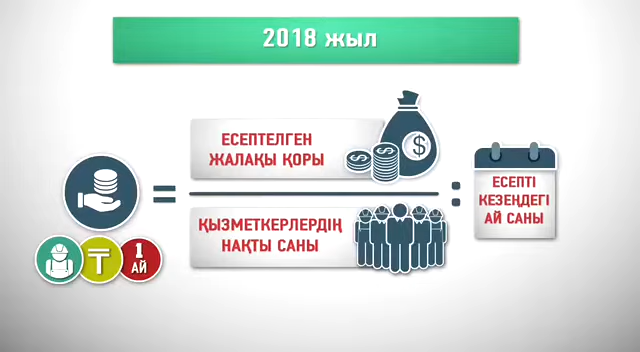 2018 жыл
ЕСЕПТЕЛГЕН
ЖАЛАҚЫ ҚОРЫ
$
$
$
ҚЫЗМЕТКЕРЛЕРДІҢ
НАҚТЫ САНЫ
ЕСЕПТІ
КЕЗЕҢДЕГІ
АЙ САНЫ
=
:
₸
1
АЙ